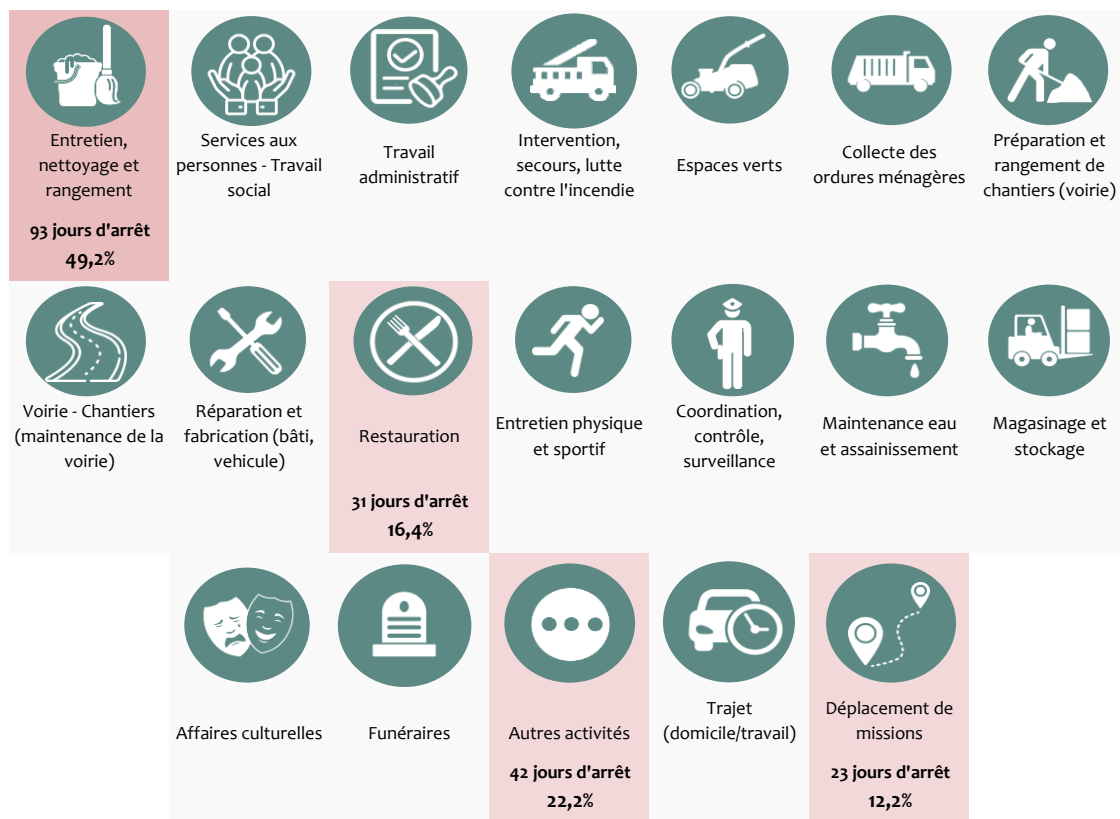 Entretien,
nettoyage et
rangement
93 jours d'arrêt
49,2%
Services aux
personnes - Travail
social
Travail
administratif
Intervention,
secours, lutte
contre l'incendie
Espaces verts
Collecte des
ordures ménagères
Préparation et
rangement de
chantiers (voirie)
Voirie - Chantiers
(maintenance de la
voirie)
Réparation et
fabrication (bâti,
vehicule)
Restauration
31 jours d'arrêt
16,4%
Entretien physique
et sportif
Coordination,
contrôle,
surveillance
Maintenance eau
et assainissement
Magasinage et
stockage
Affaires culturelles
Funéraires
Autres activités
42 jours d'arrêt
22,2%
Trajet
(domicile/travail)
Déplacement de
missions
23 jours d'arrêt
12,2%